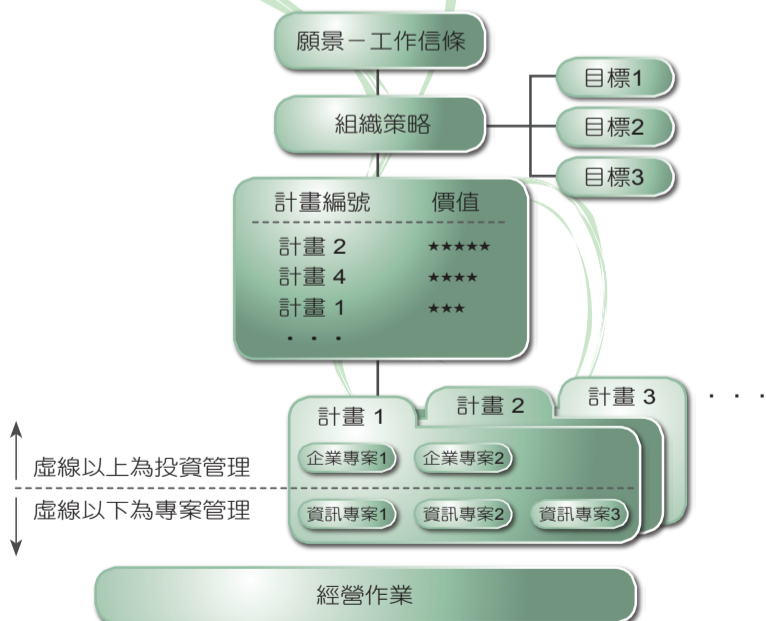 願景－工作信條
組織策略
目標1
目標2
目標3
計畫編號 價值
計畫 2 ★★★★★
計畫 4 ★★★★
計畫 1 ★★★
· · ·
計畫 1
計畫 2
計畫 3
· · ·
企業專案1
企業專案2
虛線以上為投資管理
虛線以下為專案管理
資訊專案1
資訊專案2
資訊專案3
經營作業